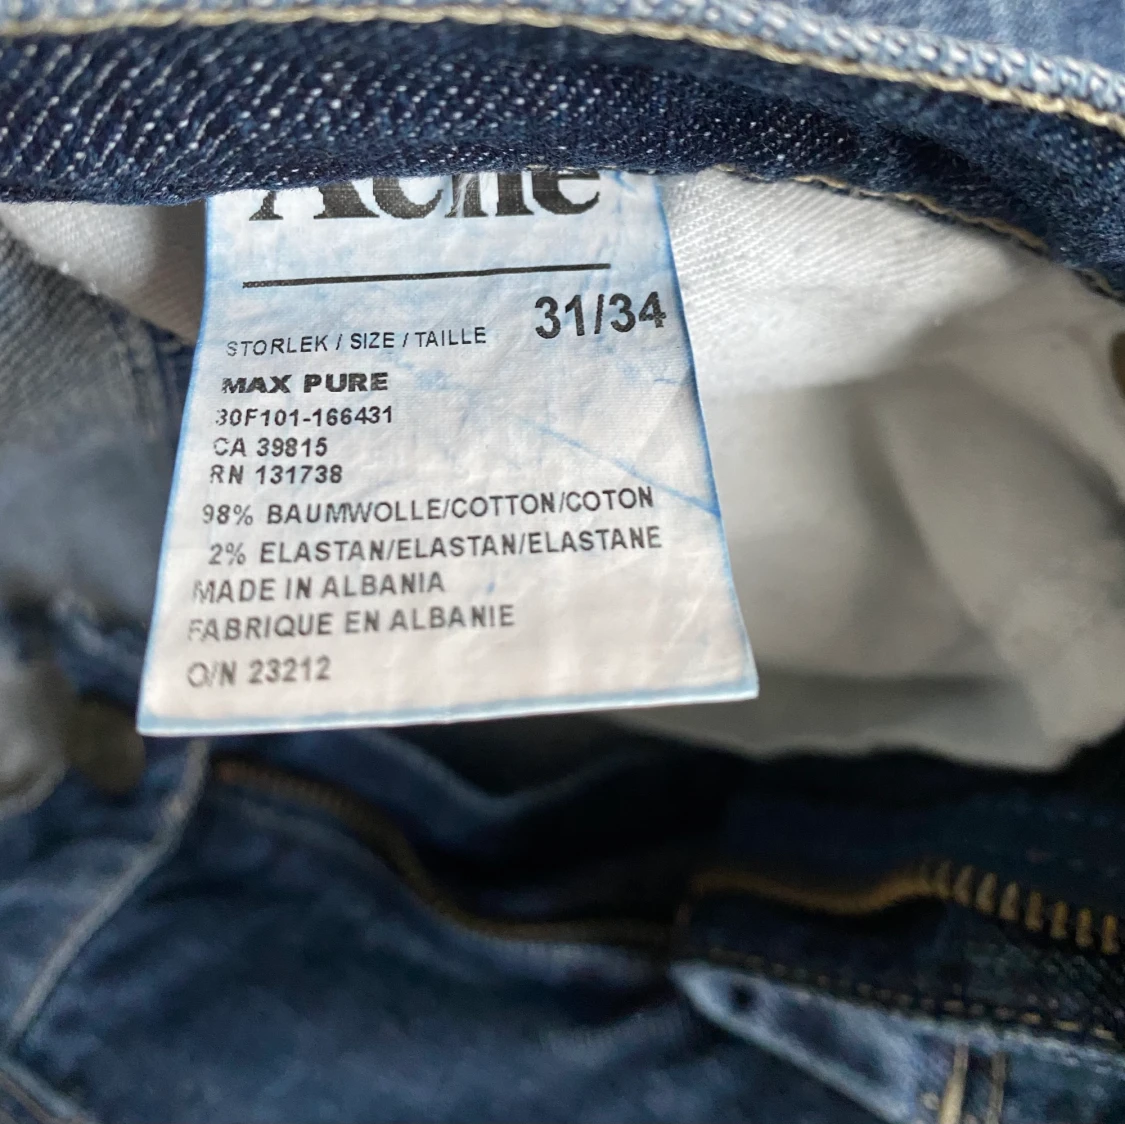 Acne
31/34
STORLEK / SIZE / TAILLE
MAX PURE
30F101-166431
CA 39815
RN 131738
98% BAUMWOLLE/COTTON/COTON
2% ELASTAN/ELASTAN/ELASTANE
MADE IN ALBANIA
FABRIQUE EN ALBANIE
O/N 23212